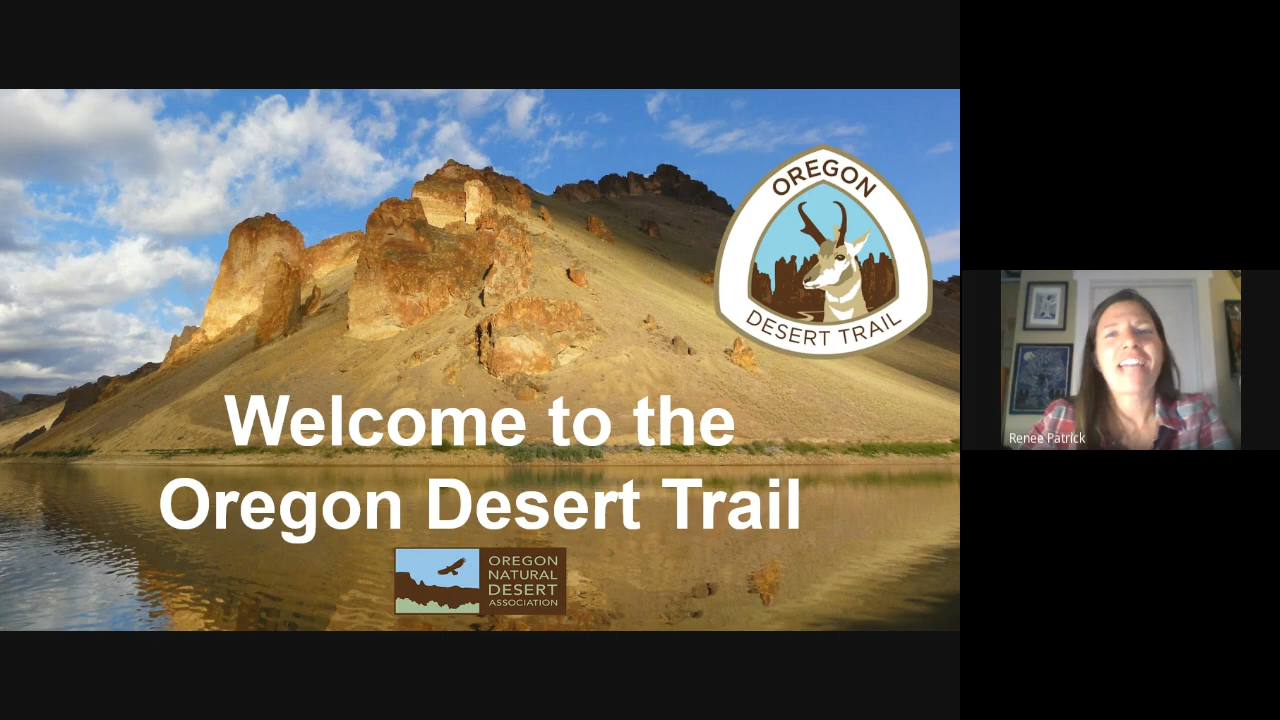 OREGON
DESERT TRAIL
Welcome to the
Oregon Desert Trail
OREGON
NATURAL
DESERT
ASSOCIATION
Renee Patrick